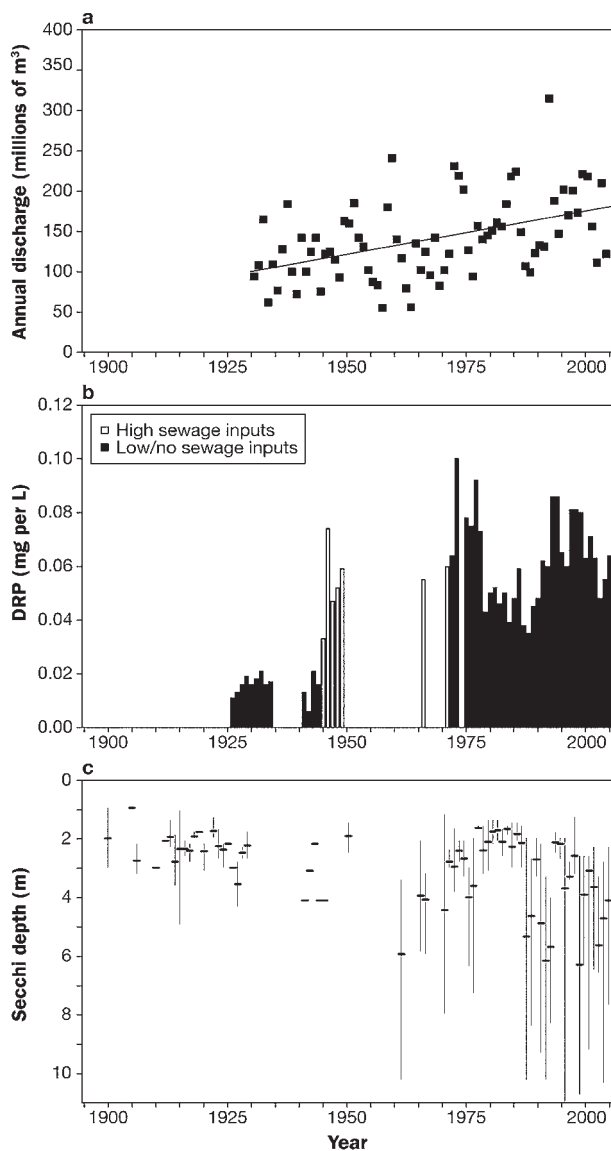 a
400
350
300
250
200
150
100
50
0
Annual discharge (millions of m³)
1900 1925 1950 1975 2000
b
0.12
0.10
0.08
0.06
0.04
0.02
0.00
DRP (mg per L)
High sewage inputs
Low/no sewage inputs
1900 1925 1950 1975 2000
c
0
2
4
6
8
10
Secchi depth (m)
1900 1925 1950 1975 2000
Year